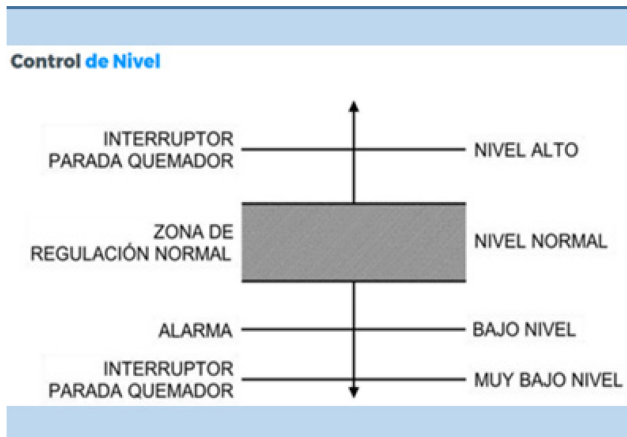 Control de Nivel
INTERRUPTOR
PARADA QUEMADOR
NIVEL ALTO
ZONA DE
REGULACIÓN NORMAL
NIVEL NORMAL
ALARMA
BAJO NIVEL
INTERRUPTOR
PARADA QUEMADOR
MUY BAJO NIVEL